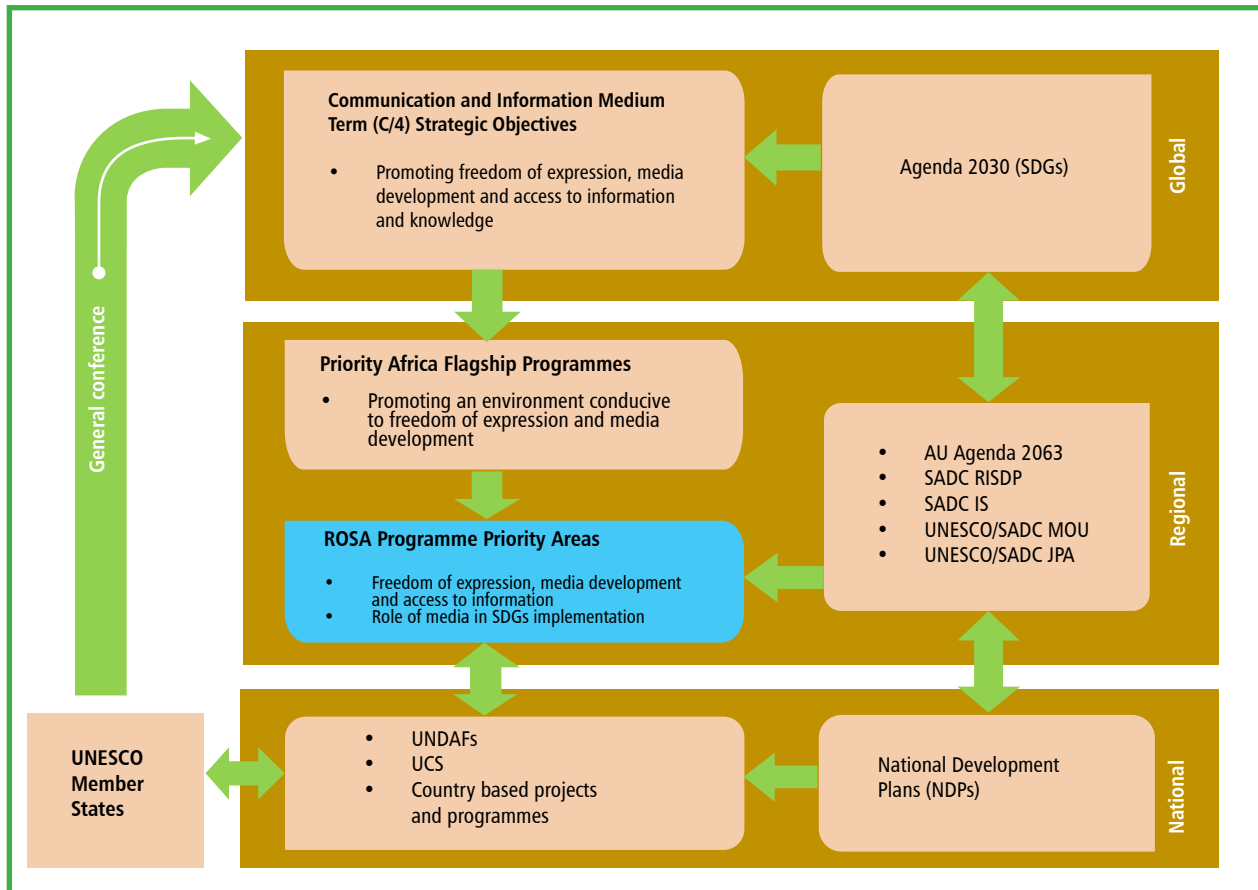 Communication and Information Medium
Term (C/4) Strategic Objectives
• Promoting freedom of expression, media
development and access to information
and knowledge
Agenda 2030 (SDGs)
Global
General conference
Priority Africa Flagship Programmes
• Promoting an environment conducive
to freedom of expression and media
development
ROSA Programme Priority Areas
• Freedom of expression, media development
and access to information
• Role of media in SDGs implementation
• AU Agenda 2063
• SADC RISDP
• SADC IS
• UNESCO/SADC MOU
• UNESCO/SADC JPA
Regional
UNESCO
Member
States
• UNDAFs
• UCS
• Country based projects
and programmes
National Development
Plans (NDPs)
National